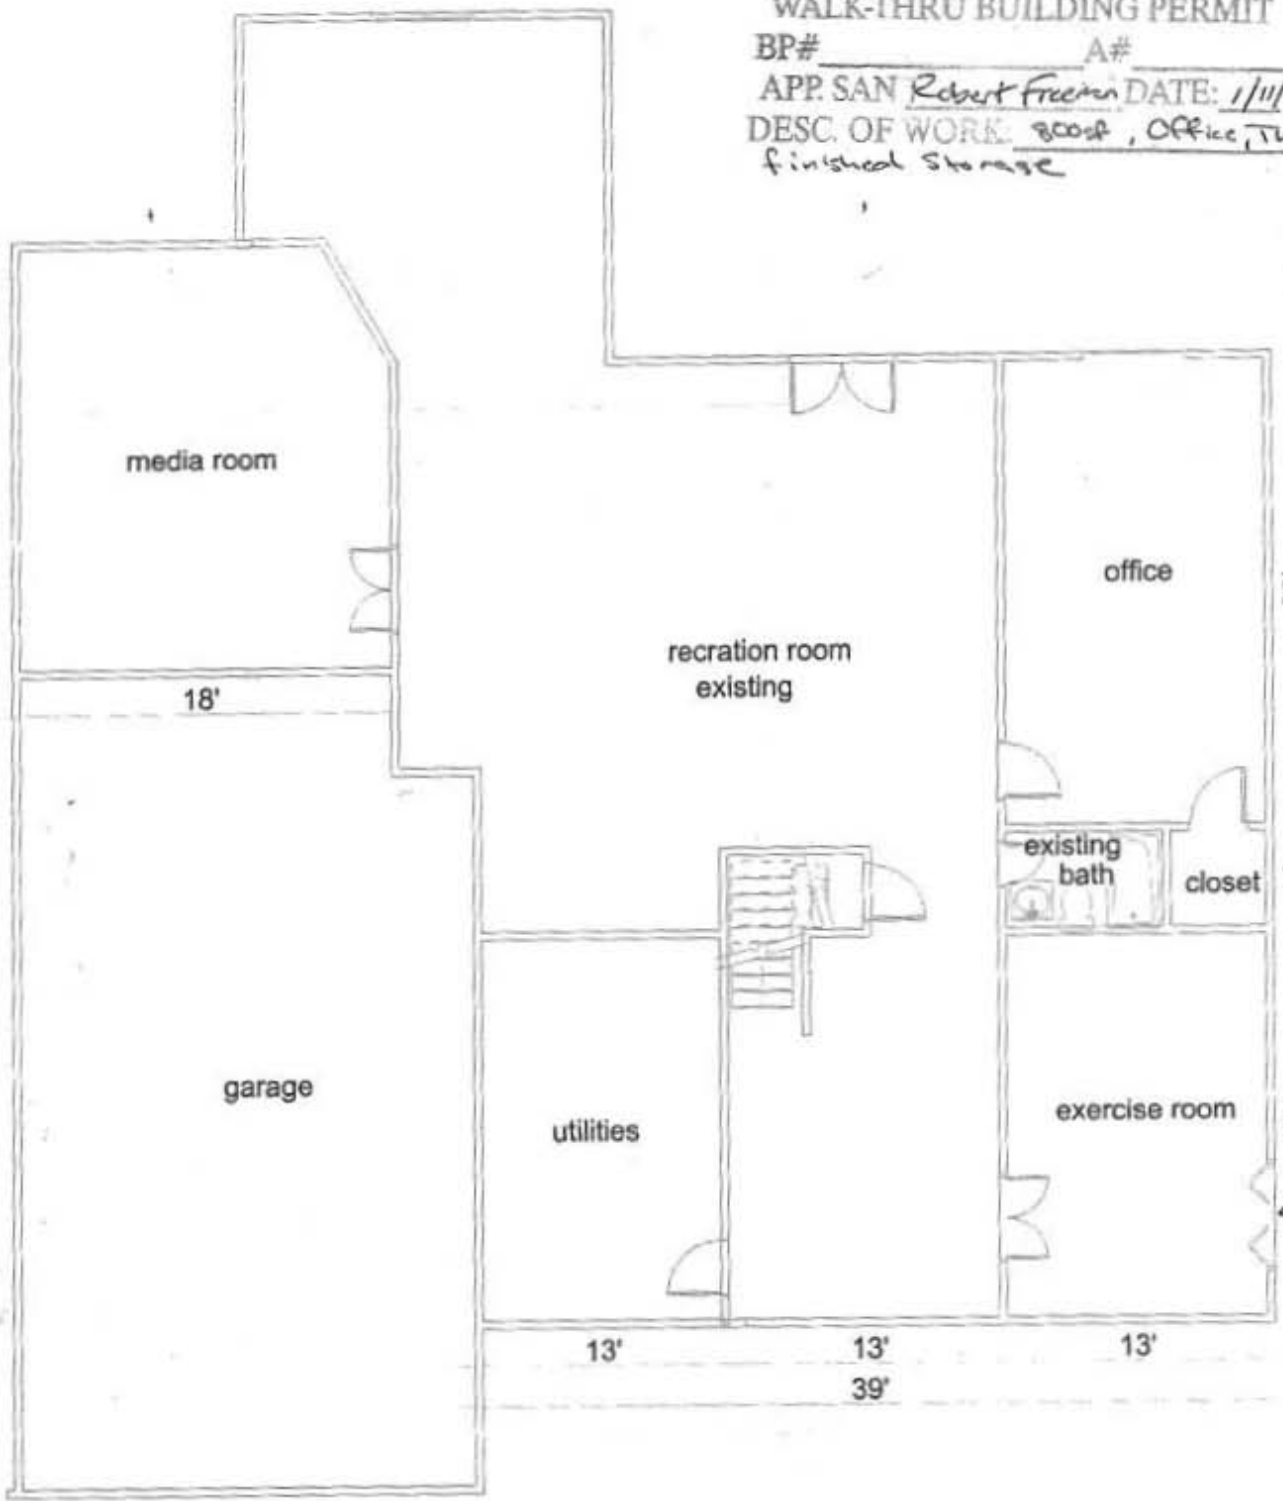 WALK-THRU BUILDING PERMIT
BP# A#
APP. SAN Robert Freeman DATE: 1/11/
DESC. OF WORK: 800sf, Office,
finished Storage
media room
office
recration room
existing
18'
existing
bath
closet
garage
utilities
exercise room
13' 13' 13'
39'